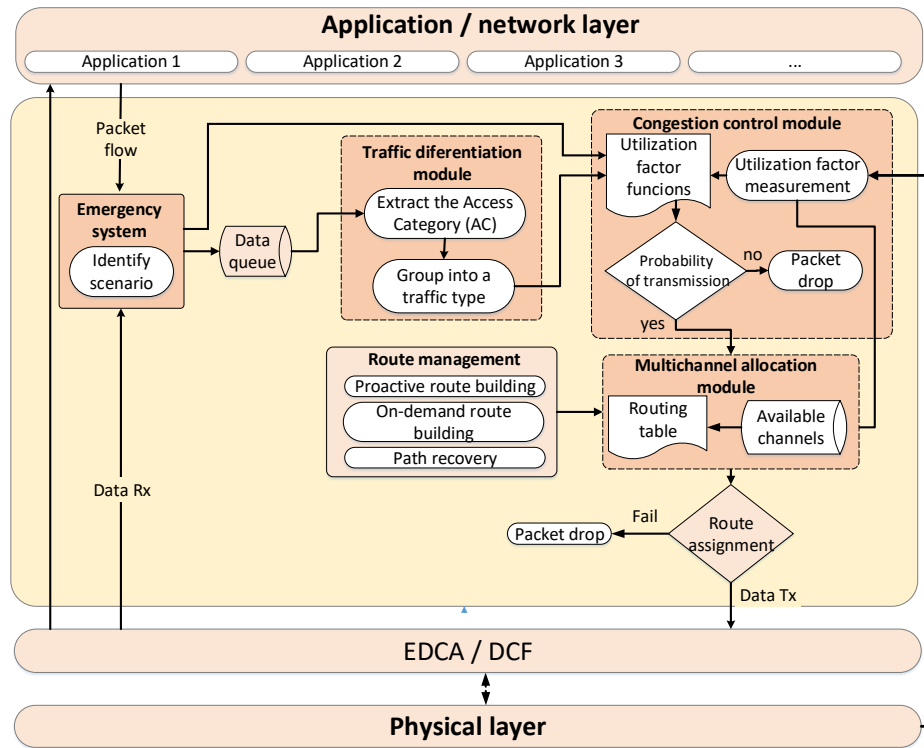 Application / network layer
Application 1
Application 2
Application 3
...
Packet
flow
Emergency
system
Identify
scenario
Data
queue
Traffic diferentiation
module
Extract the Access
Category (AC)
Group into a
traffic type
Congestion control module
Utilization
factor
funcions
Utilization factor
measurement
Probability
of transmission
no
Packet
drop
yes
Route management
Proactive route building
On-demand route
building
Path recovery
Multichannel allocation
module
Routing
table
Available
channels
Data Rx
Fail
Packet drop
Route
assignment
Data Tx
EDCA / DCF
Physical layer